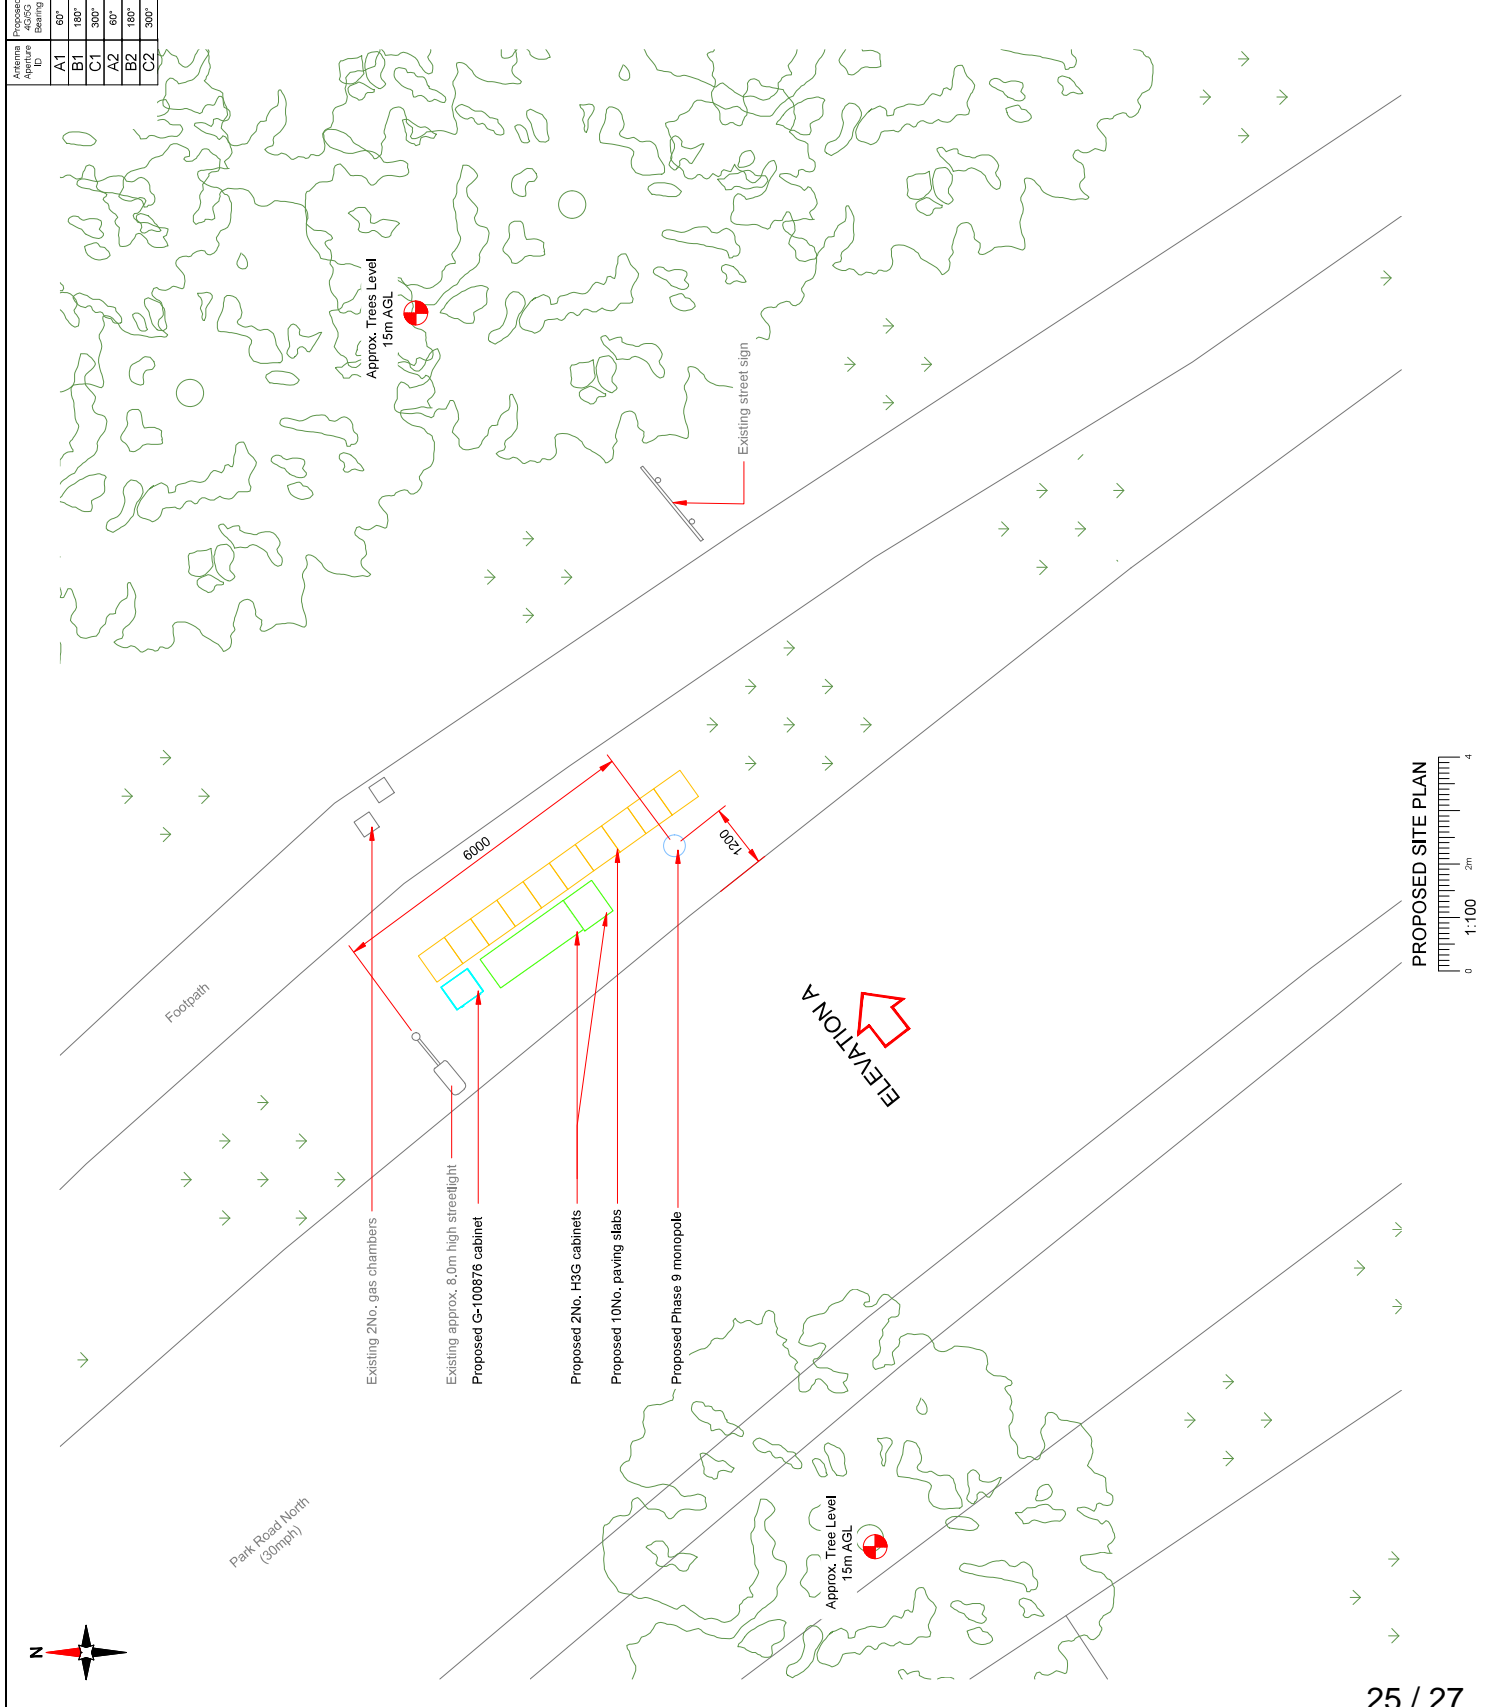 Antenna Aperture ID
Proposed 4G/5G Bearing
A1 60°
B1 180°
C1 300°
A2 60°
B2 180°
C2 300°
Approx. Trees Level
15m AGL
Existing street sign
Footpath
6000
1200
ELEVATION A
Existing 2No. gas chambers
Existing approx. 8.0m high streetlight
Proposed G-100876 cabinet
Proposed 2No. H3G cabinets
Proposed 10No. paving slabs
Proposed Phase 9 monopole
Park Road North
(30mph)
Approx. Tree Level
15m AGL
N
PROPOSED SITE PLAN
0 2m 4
1:100
25 / 27